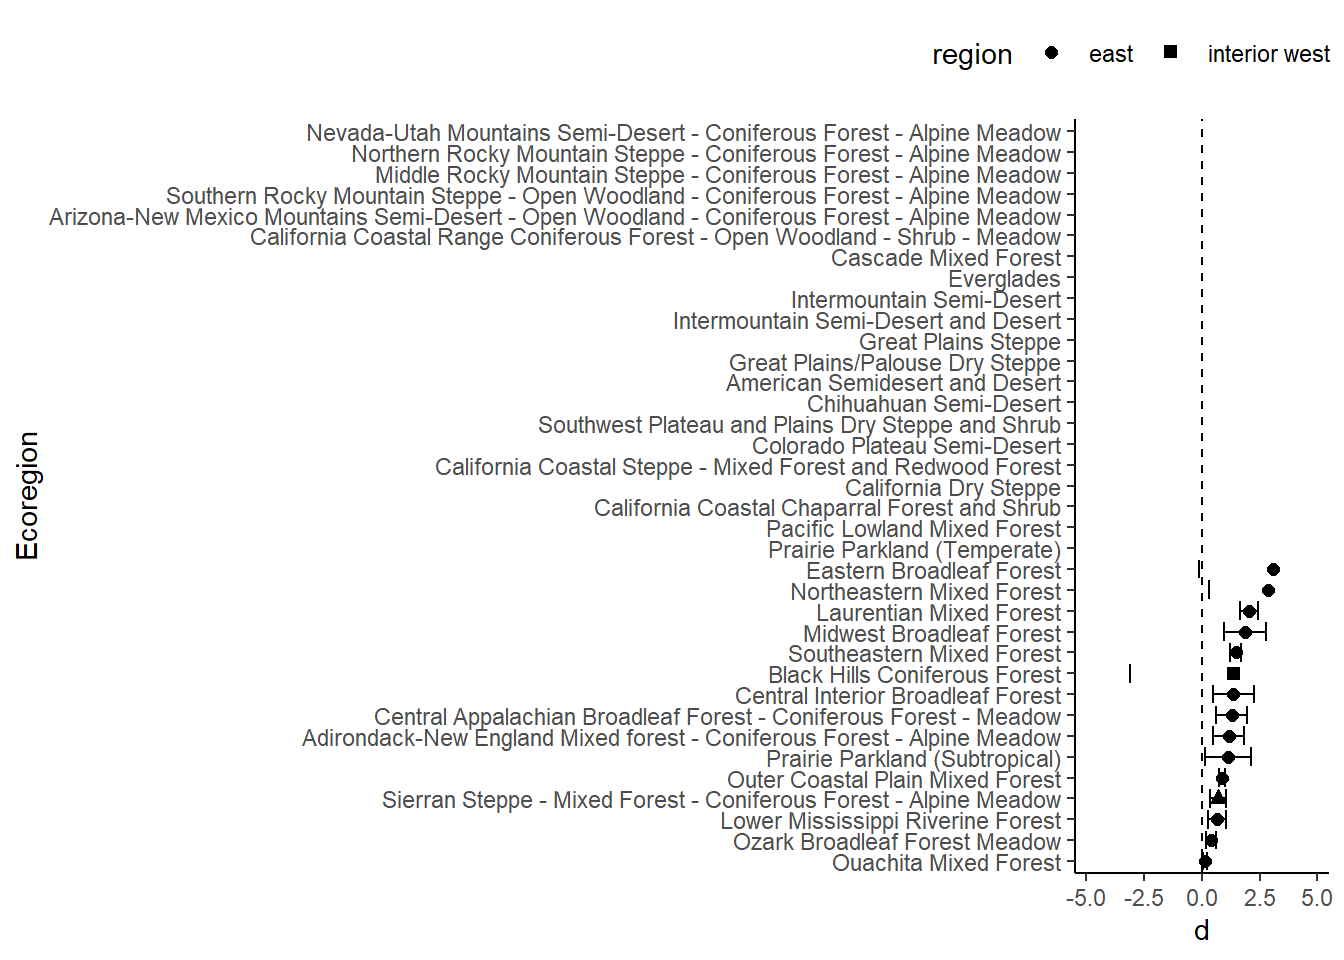 region east interior west
Nevada-Utah Mountains Semi-Desert - Coniferous Forest - Alpine Meadow
Northern Rocky Mountain Steppe - Coniferous Forest - Alpine Meadow
Middle Rocky Mountain Steppe - Coniferous Forest - Alpine Meadow
Southern Rocky Mountain Steppe - Open Woodland - Coniferous Forest - Alpine Meadow
Arizona-New Mexico Mountains Semi-Desert - Open Woodland - Coniferous Forest - Alpine Meadow
California Coastal Range Coniferous Forest - Open Woodland - Shrub - Meadow
Cascade Mixed Forest
Everglades
Intermountain Semi-Desert
Intermountain Semi-Desert and Desert
Great Plains Steppe
Great Plains/Palouse Dry Steppe
American Semidesert and Desert
Chihuahuan Semi-Desert
Southwest Plateau and Plains Dry Steppe and Shrub
Colorado Plateau Semi-Desert
California Coastal Steppe - Mixed Forest and Redwood Forest
California Dry Steppe
California Coastal Chaparral Forest and Shrub
Pacific Lowland Mixed Forest
Prairie Parkland (Temperate)
Eastern Broadleaf Forest
Northeastern Mixed Forest
Laurentian Mixed Forest
Midwest Broadleaf Forest
Southeastern Mixed Forest
Black Hills Coniferous Forest
Central Interior Broadleaf Forest
Central Appalachian Broadleaf Forest - Coniferous Forest - Meadow
Adirondack-New England Mixed forest - Coniferous Forest - Alpine Meadow
Prairie Parkland (Subtropical)
Outer Coastal Plain Mixed Forest
Sierran Steppe - Mixed Forest - Coniferous Forest - Alpine Meadow
Lower Mississippi Riverine Forest
Ozark Broadleaf Forest Meadow
Ouachita Mixed Forest
Ecoregion
-5.0 -2.5 0.0 2.5 5.0
d